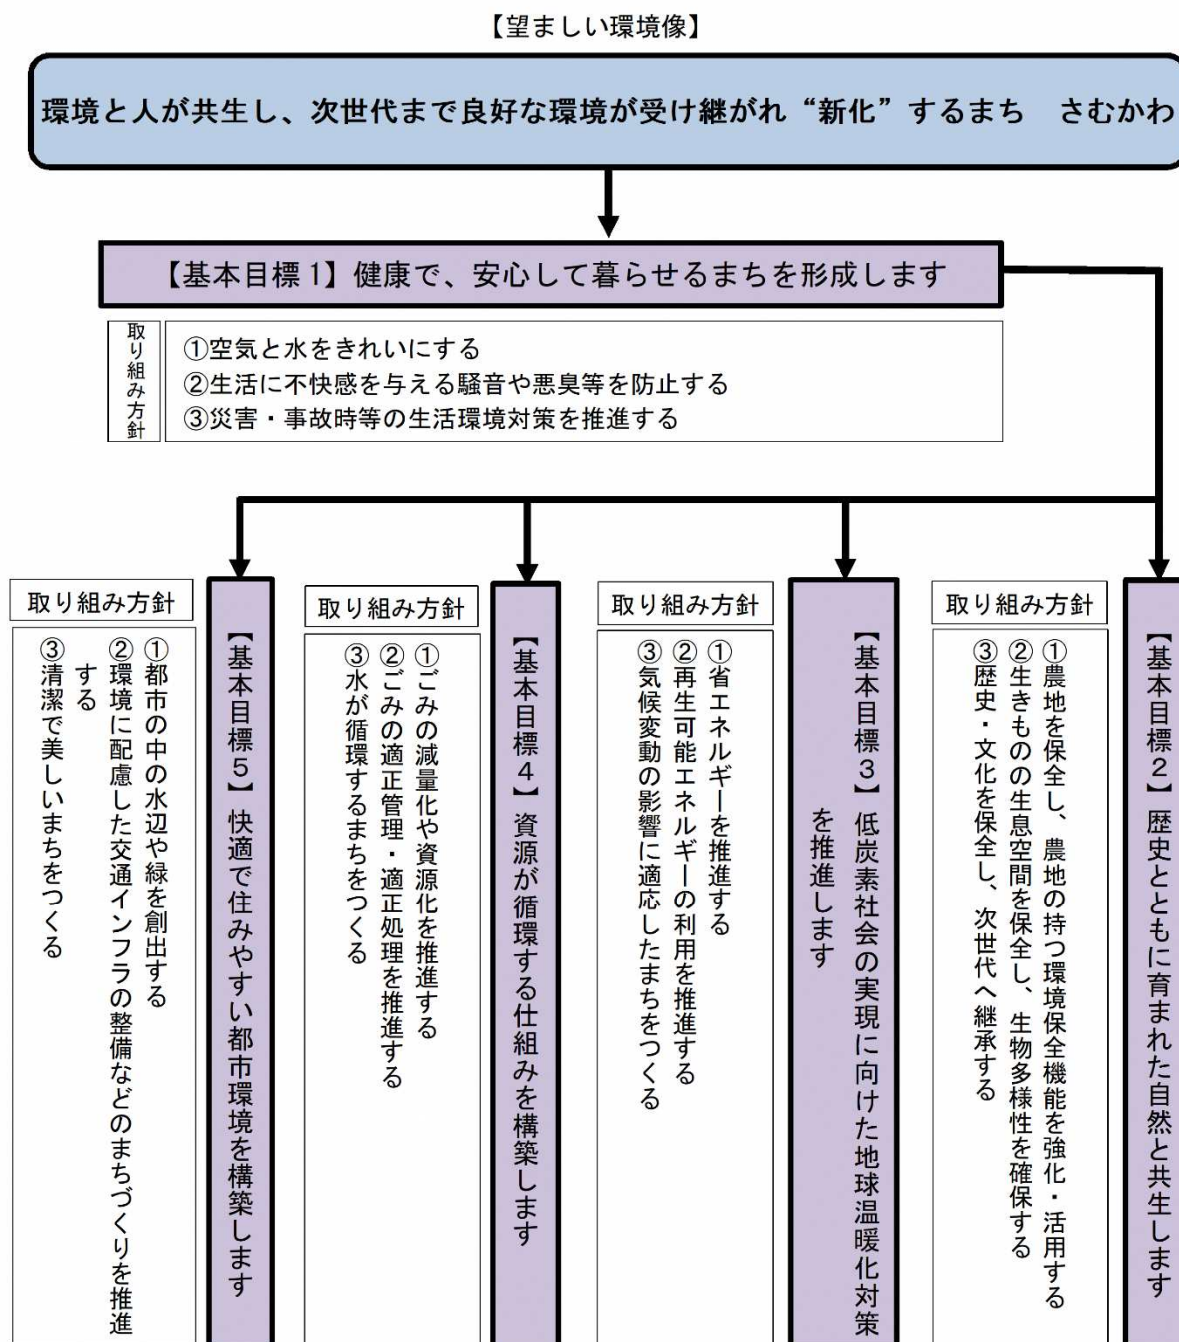 【望ましい環境像】
環境と人が共生し、次世代まで良好な環境が受け継がれ“新化”するまち　さむかわ
【基本目標1】健康で、安心して暮らせるまちを形成します
取り組み方針
①空気と水をきれいにする
②生活に不快感を与える騒音や悪臭等を防止する
③災害・事故時等の生活環境対策を推進する
【基本目標2】歴史とともに育まれた自然と共生します
取り組み方針
①農地を保全し、農地の持つ環境保全機能を強化・活用する
②生きものの生息空間を保全し、生物多様性を確保する
③歴史・文化を保全し、次世代へ継承する
【基本目標3】低炭素社会の実現に向けた地球温暖化対策
を推進します
取り組み方針
①省エネルギーを推進する
②再生可能エネルギーの利用を推進する
③気候変動の影響に適応したまちをつくる
【基本目標4】資源が循環する仕組みを構築します
取り組み方針
①ごみの減量化や資源化を推進する
②ごみの適正管理・適正処理を推進する
③水が循環するまちをつくる
【基本目標5】快適で住みやすい都市環境を構築します
取り組み方針
①都市の中の水辺や緑を創出する
②環境に配慮した交通インフラの整備などのまちづくりを推進
する
③清潔で美しいまちをつくる